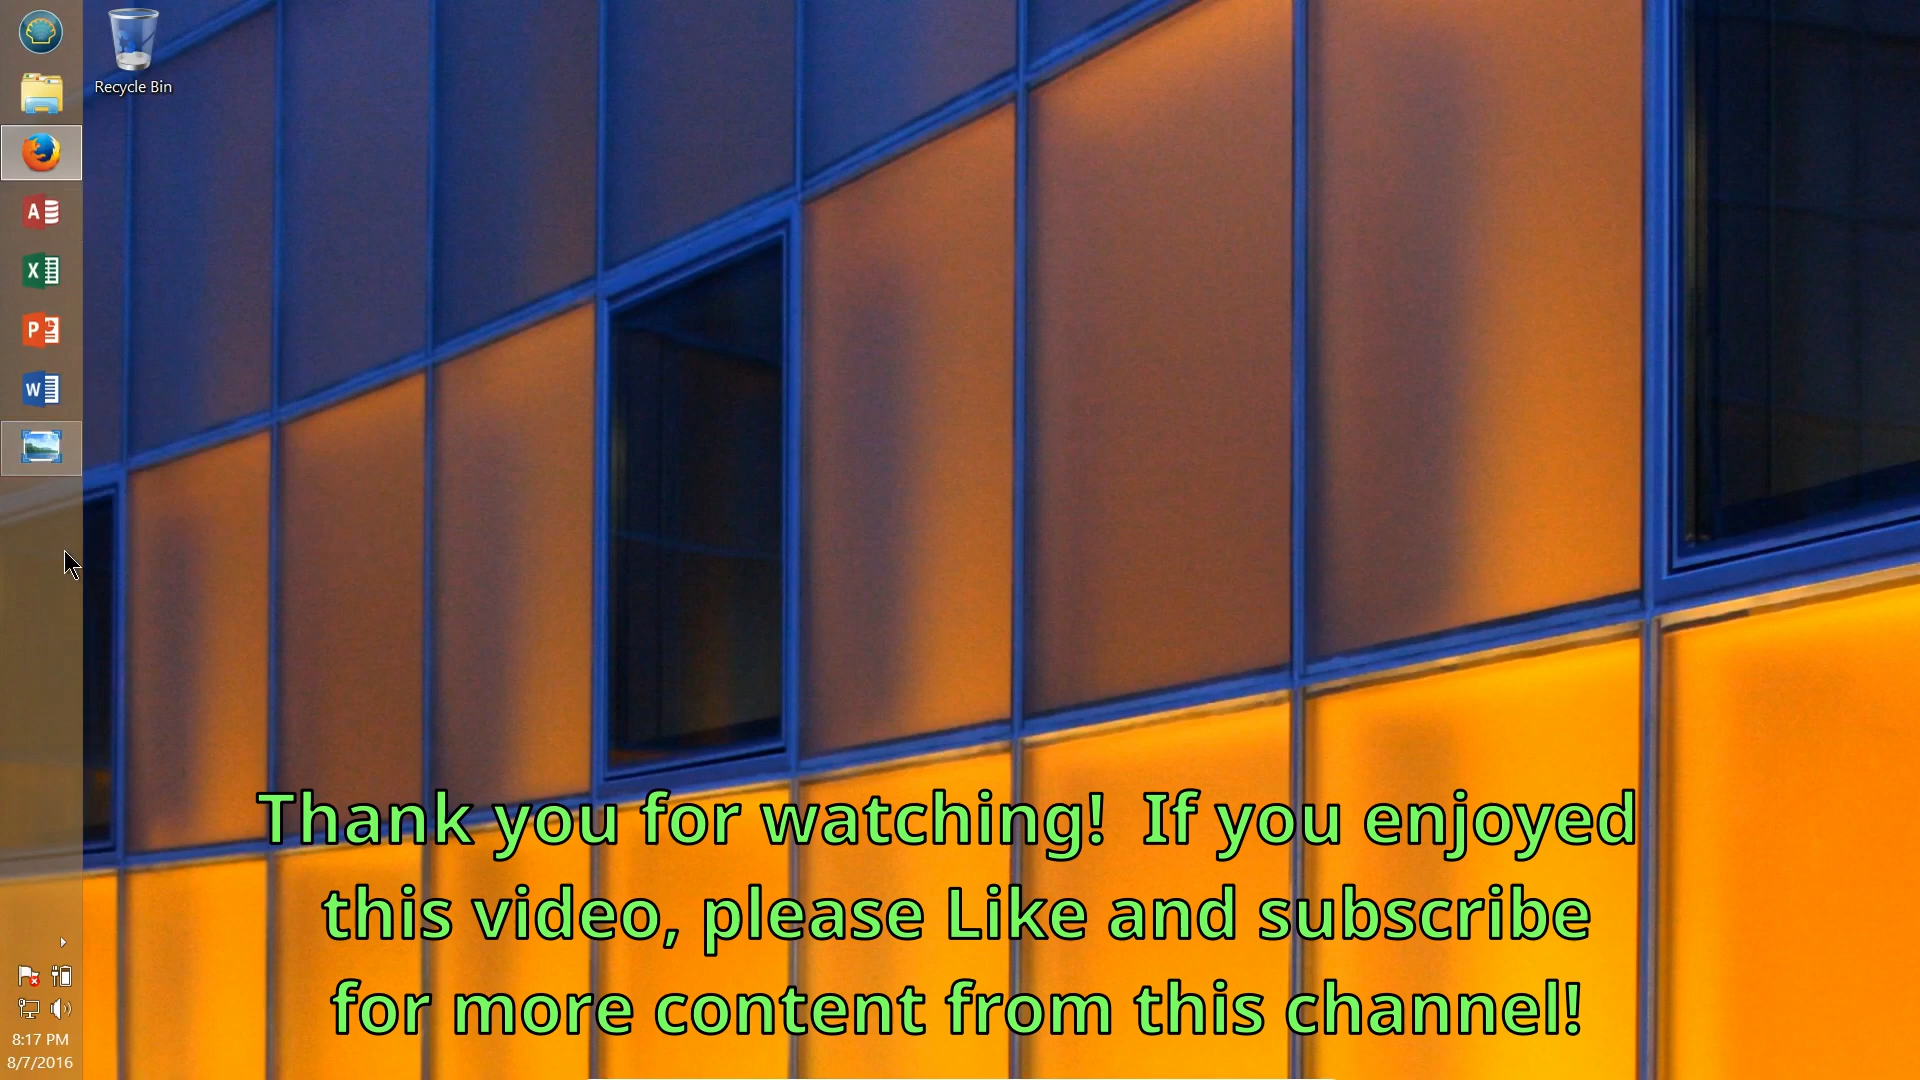 Recycle Bin
A
X
P
W
Thank you for watching!  If you enjoyed
this video, please Like and subscribe
for more content from this channel!
8:17 PM
8/7/2016